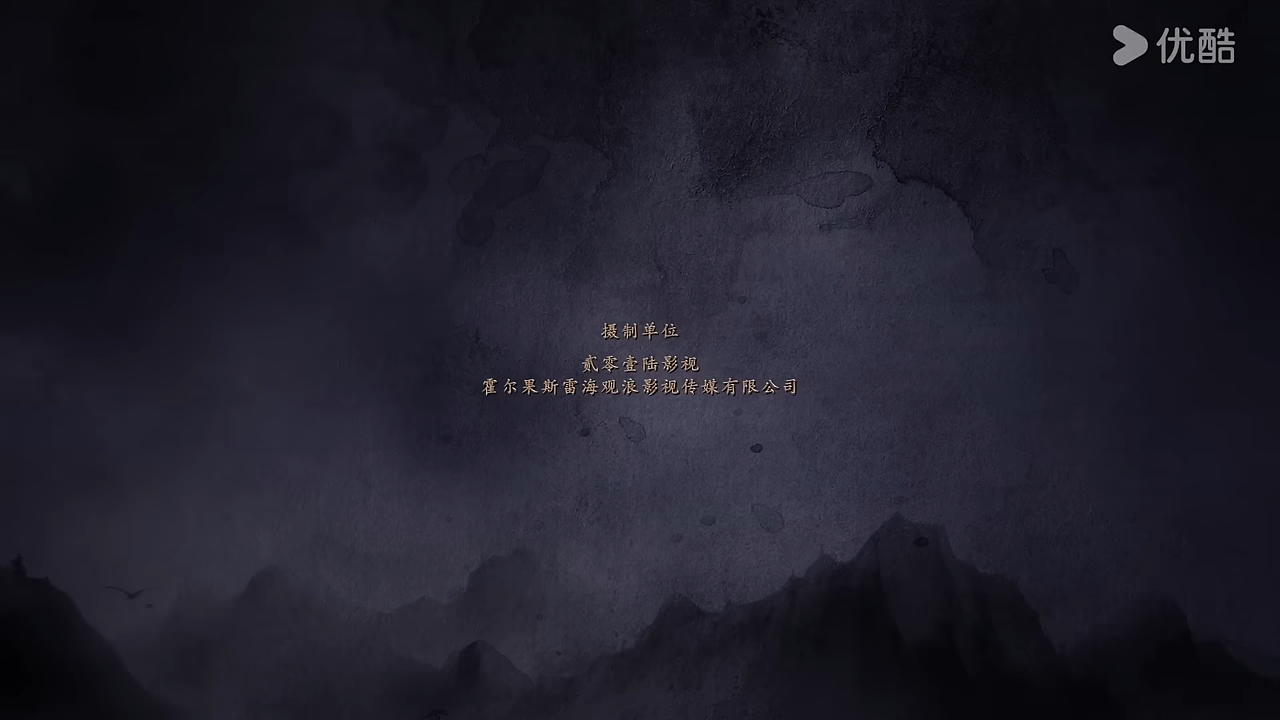 优酷
摄制单位
贰零壹陆影视
霍尔果斯雷海观浪影视传媒有限公司